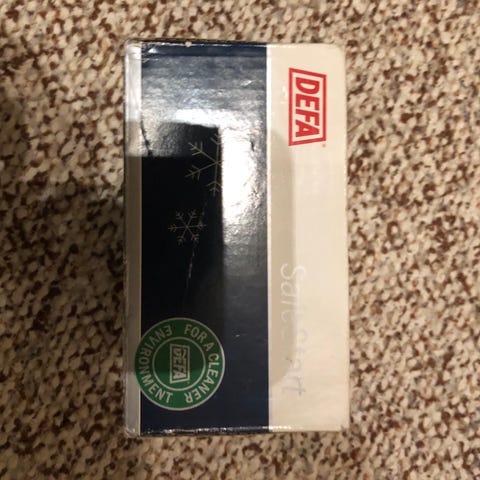 DEFA
SafeStart
FOR A CLEANER
DEFA
ENVIRONMENT